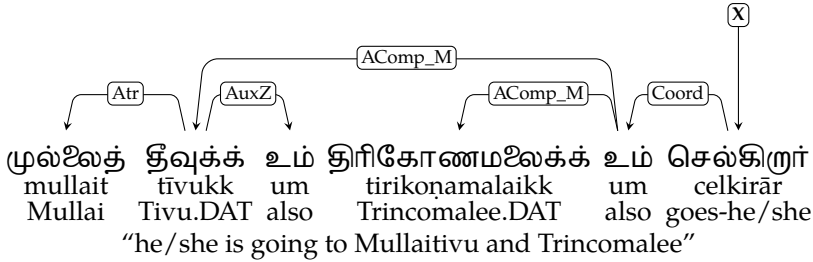 X
AComp_M
Atr AuxZ AComp_M Coord
முல்லைத் தீவுக்க் உம் திரிகோணமலைக்க் உம் செல்கிறர்
mullait tīvukk um tirikoṇamalaikk um celkirār
Mullai Tivu.DAT also Trincomalee.DAT also goes-he/she
“he/she is going to Mullaitivu and Trincomalee”